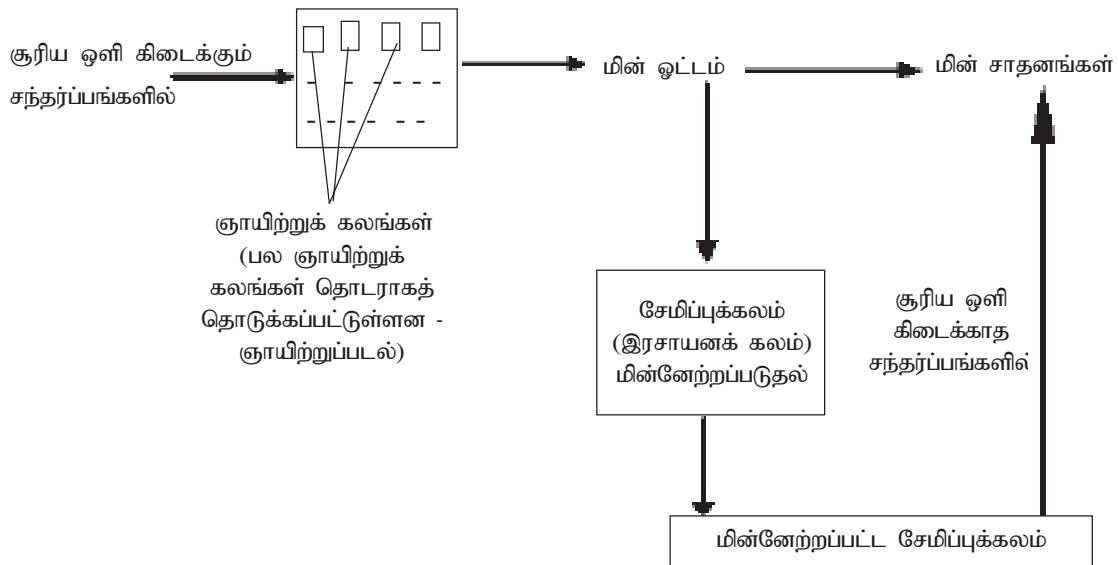 சூரிய ஒளி கிடைக்கும்
சந்தர்ப்பங்களில்
மின் ஓட்டம்
மின் சாதனங்கள்
ஞாயிற்றுக் கலங்கள்
(பல ஞாயிற்றுக்
கலங்கள் தொடராகத்
தொடுக்கப்பட்டுள்ளன -
ஞாயிற்றுப்படல்)
சேமிப்புக்கலம்
(இரசாயனக் கலம்)
மின்னேற்றப்படுதல்
சூரிய ஒளி
கிடைக்காத
சந்தர்ப்பங்களில்
மின்னேற்றப்பட்ட சேமிப்புக்கலம்